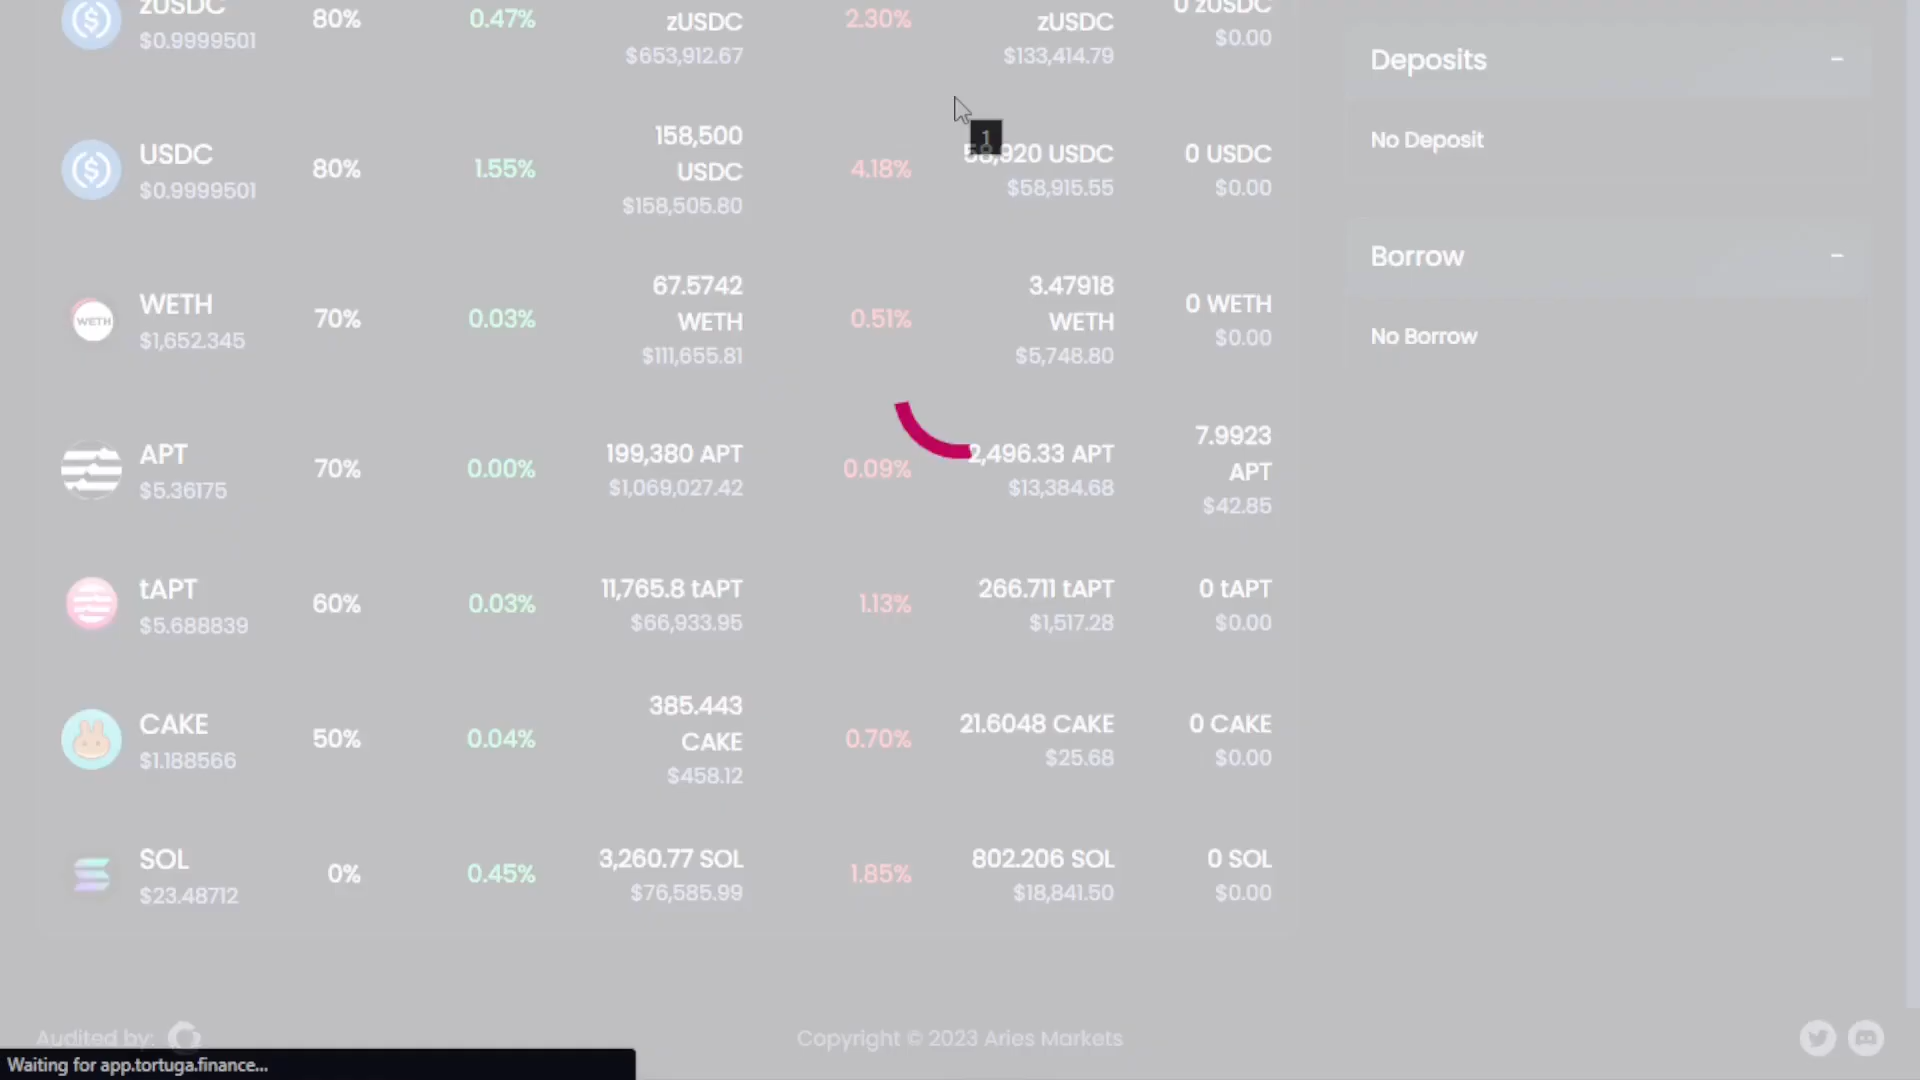 zUSDC
$0.9999501
80%
0.47%
zUSDC
$653,912.67
2.30%
zUSDC
$133,414.79
0 zUSDC
$0.00
USDC
$0.9999501
80%
1.55%
158,500
USDC
$158,505.80
4.18%
58,920 USDC
$58,915.55
0 USDC
$0.00
1
WETH
WETH
$1,652.345
70%
0.03%
67.5742
WETH
$111,655.81
0.51%
3.47918
WETH
$5,748.80
0 WETH
$0.00
APT
$5.36175
70%
0.00%
199,380 APT
$1,069,027.42
0.09%
2,496.33 APT
$13,384.68
7.9923
APT
$42.85
tAPT
$5.688839
60%
0.03%
11,765.8 tAPT
$66,933.95
1.13%
266.711 tAPT
$1,517.28
0 tAPT
$0.00
CAKE
$1.188566
50%
0.04%
385.443
CAKE
$458.12
0.70%
21.6048 CAKE
$25.68
0 CAKE
$0.00
SOL
$23.48712
0%
0.45%
3,260.77 SOL
$76,585.99
1.85%
802.206 SOL
$18,841.50
0 SOL
$0.00
Deposits
No Deposit
Borrow
No Borrow
Audited by:
Copyright © 2023 Aries Markets
Waiting for app.tortuga.finance...